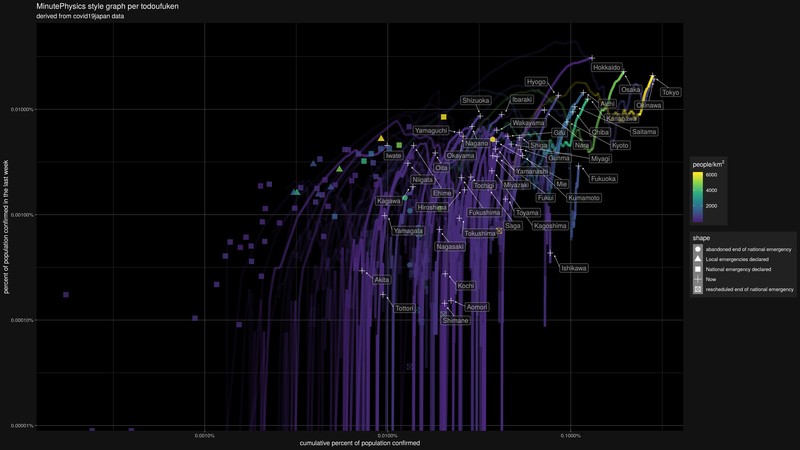 MinutePhysics style graph per todoufuken
derived from covid19japan data
percent of population confirmed in the last week
0.01000%
0.00100%
0.00010%
0.00001%
0.0010%
0.0100%
0.1000%
cumulative percent of population confirmed
Hokkaido
Osaka
Tokyo
Hyogo
Okinawa
Aichi
Shizuoka
Ibaraki
Kanagawa
Wakayama
Saitama
Yamaguchi
Gifu
Chiba
Nagano
Shiga
Nara
Kyoto
Iwate
Okayama
Gunma
Miyagi
Oita
Yamanashi
Fukuoka
Niigata
Tochigi
Miyazaki
Mie
Ehime
Fukui
Kumamoto
Kagawa
Hiroshima
Fukushima
Toyama
Saga
Kagoshima
Yamagata
Tokushima
Nagasaki
Ishikawa
Akita
Kochi
Tottori
Aomori
Shimane
people/km²
6000
4000
2000
shape
abandoned end of national emergency
Local emergencies declared
National emergency declared
Now
rescheduled end of national emergency